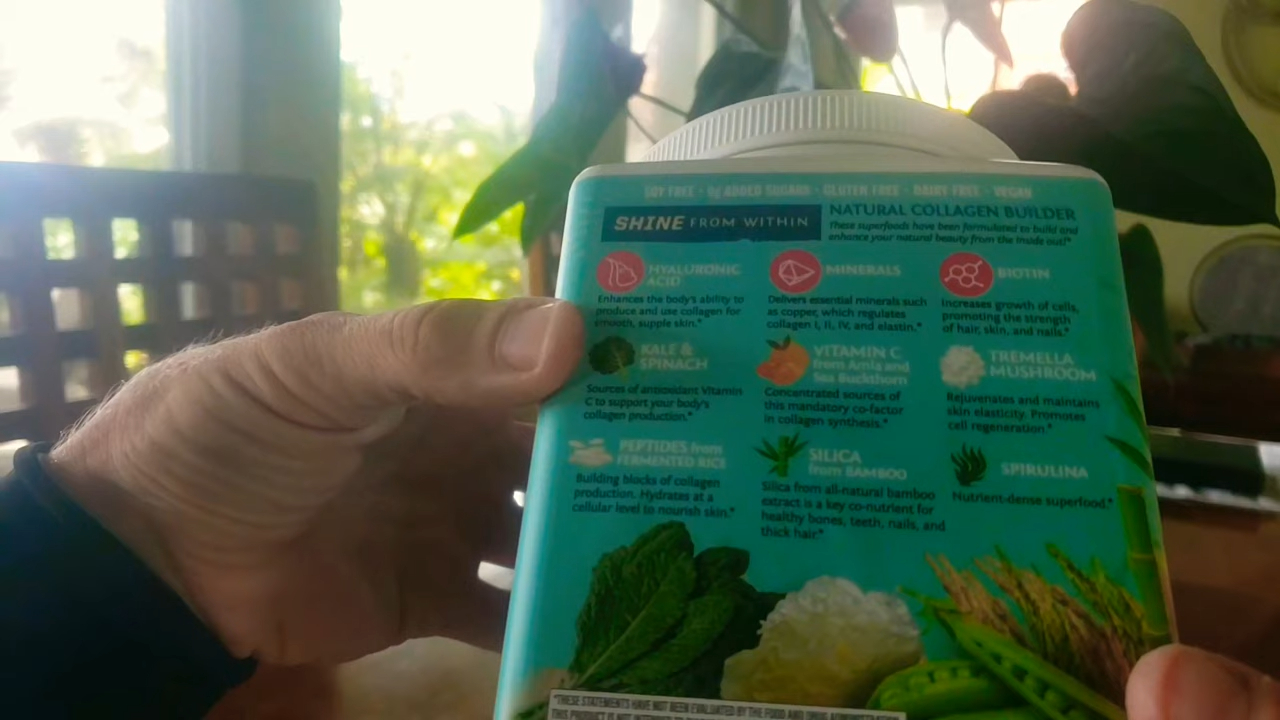 SOY FREE · 0g ADDED SUGARS · GLUTEN FREE · DAIRY FREE · VEGAN
SHINE FROM WITHIN
NATURAL COLLAGEN BUILDER
These superfoods have been formulated to build and
enhance your natural beauty from the inside out!*
HYALURONIC
ACID
Enhances the body's ability to
produce and use collagen for
smooth, supple skin.*
MINERALS
Delivers essential minerals such
as copper, which regulates
collagen I, II, IV, and elastin.*
BIOTIN
Increases growth of cells,
promoting the strength
of hair, skin, and nails.*
KALE &
SPINACH
Sources of antioxidant Vitamin
C to support your body's
collagen production.*
VITAMIN C
from Amla and
Sea Buckthorn
Concentrated sources of
this mandatory co-factor
in collagen synthesis.*
TREMELLA
MUSHROOM
Rejuvenates and maintains
skin elasticity. Promotes
cell regeneration.*
PEPTIDES from
FERMENTED RICE
Building blocks of collagen
production. Hydrates at a
cellular level to nourish skin.*
SILICA
from BAMBOO
Silica from all-natural bamboo
extract is a key co-nutrient for
healthy bones, teeth, nails, and
thick hair.*
SPIRULINA
Nutrient-dense superfood.*
*THESE STATEMENTS HAVE NOT BEEN EVALUATED BY THE FOOD AND DRUG ADMINISTRATION
THIS PRODUCT IS NOT